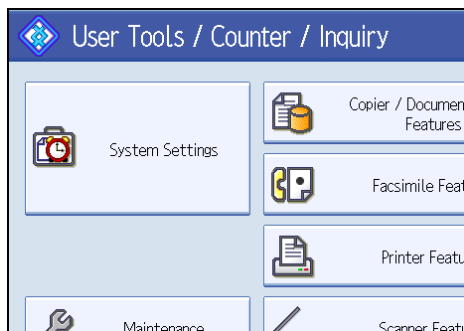 User Tools / Counter / Inquiry
System Settings
Copier / Documen
Features
Facsimile Feat
Printer Featu
Maintenance
Scanner Featu